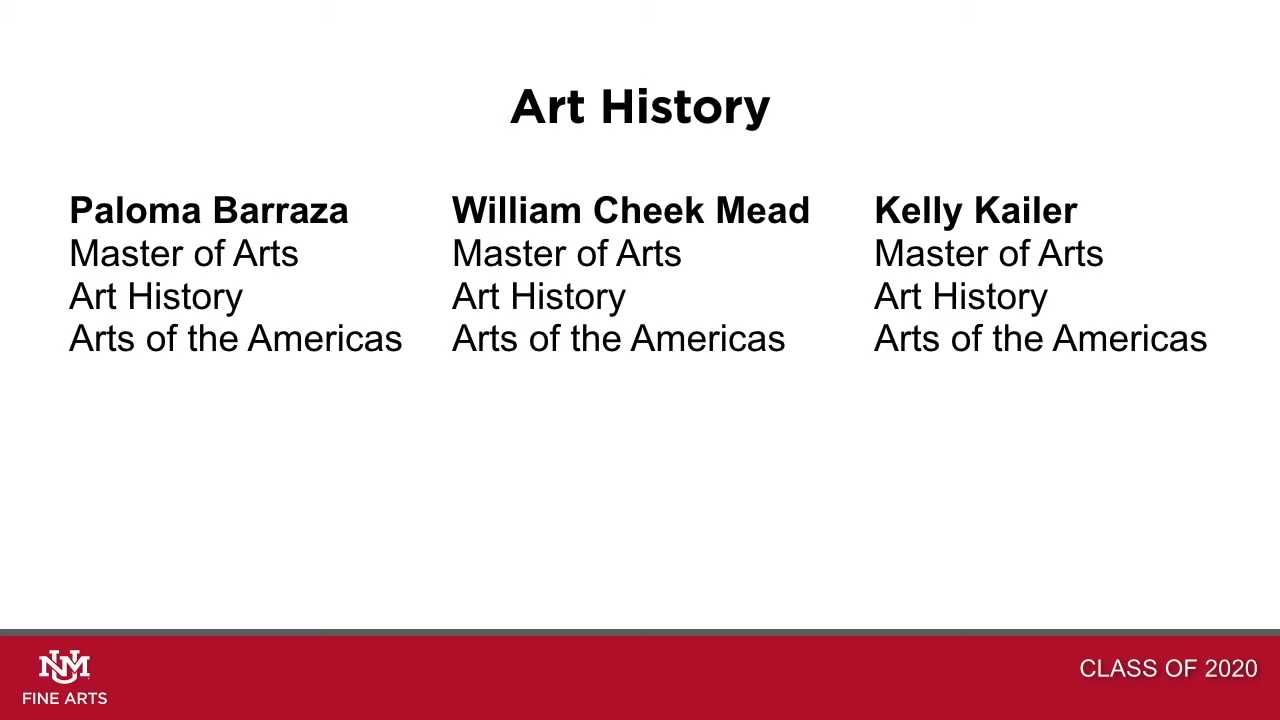 Art History
Paloma Barraza
Master of Arts
Art History
Arts of the Americas
William Cheek Mead
Master of Arts
Art History
Arts of the Americas
Kelly Kailer
Master of Arts
Art History
Arts of the Americas
UNM
FINE ARTS
CLASS OF 2020